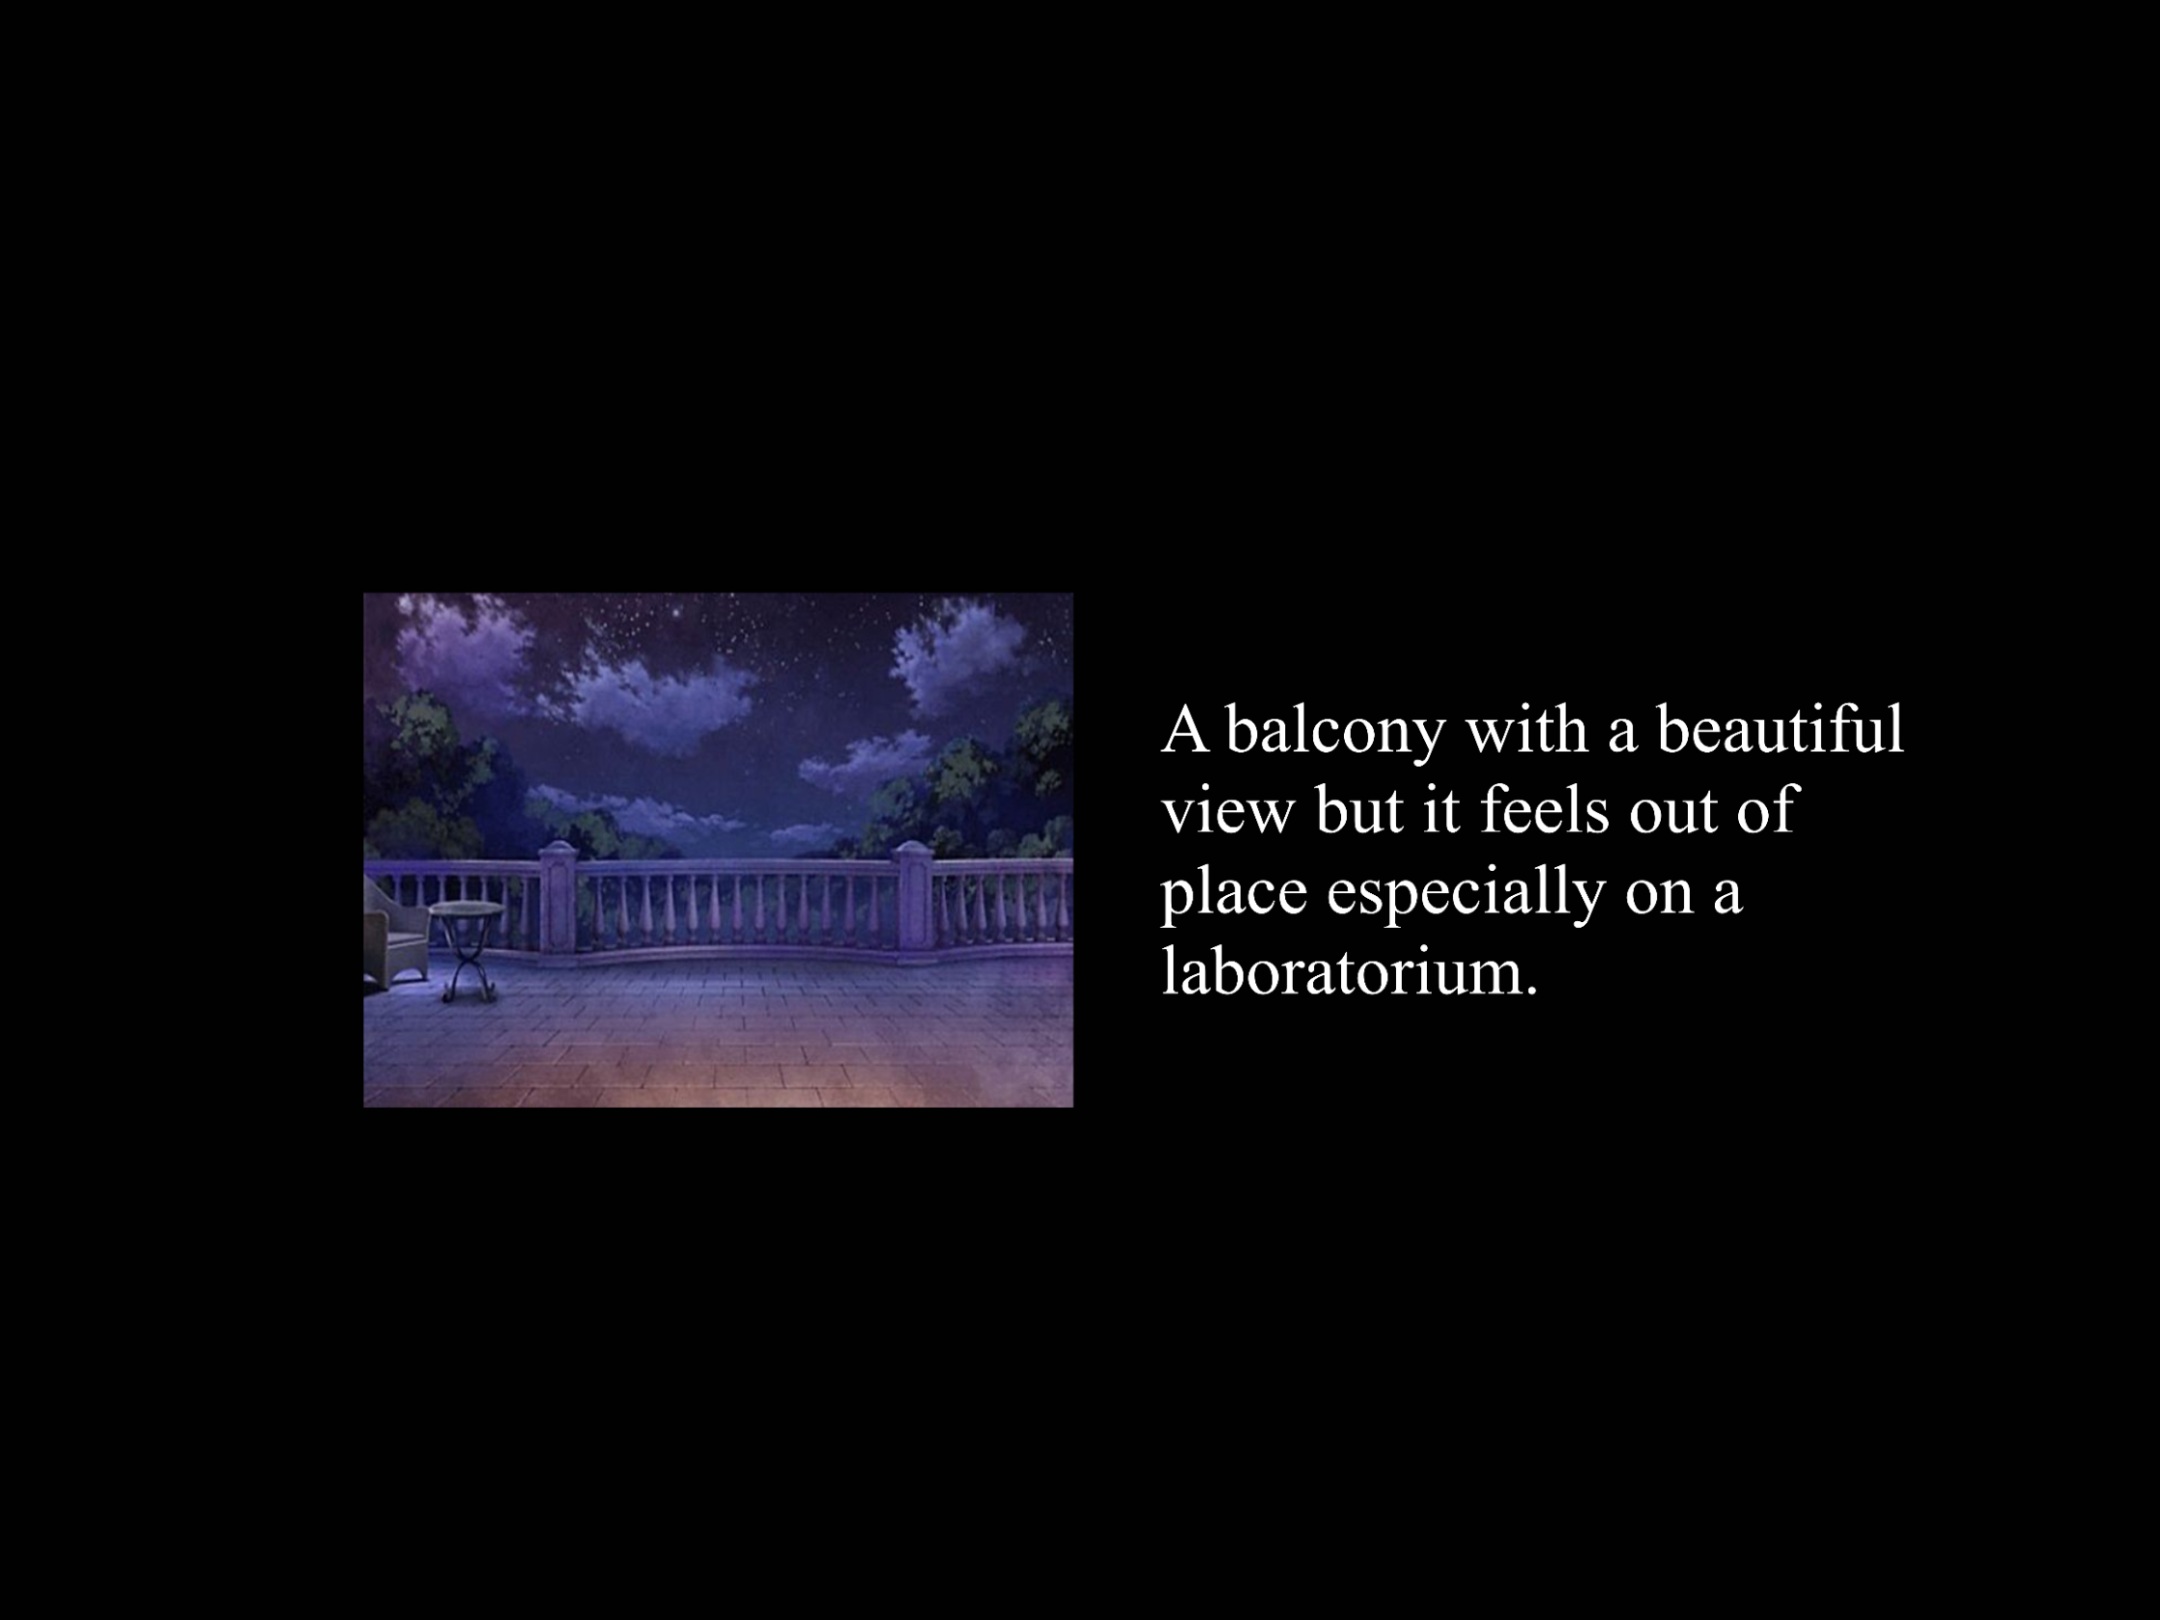 A balcony with a beautiful
view but it feels out of
place especially on a
laboratorium.